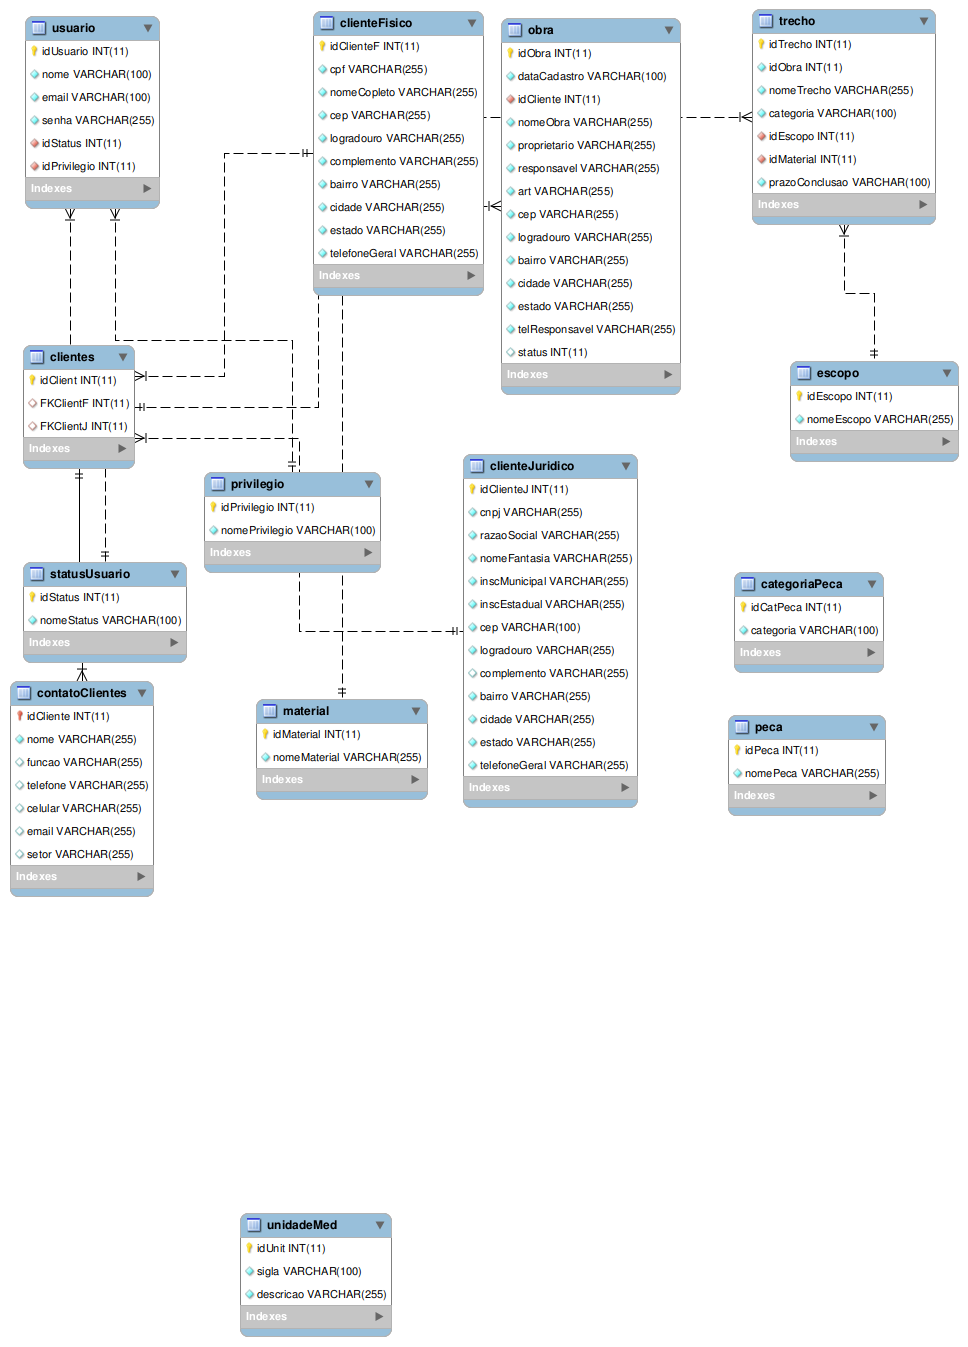 usuario
idUsuario INT(11)
nome VARCHAR(100)
email VARCHAR(100)
senha VARCHAR(255)
idStatus INT(11)
idPrivilegio INT(11)
Indexes
clienteFisico
idClienteF INT(11)
cpf VARCHAR(255)
nomeCopleto VARCHAR(255)
cep VARCHAR(255)
logradouro VARCHAR(255)
complemento VARCHAR(255)
bairro VARCHAR(255)
cidade VARCHAR(255)
estado VARCHAR(255)
telefoneGeral VARCHAR(255)
Indexes
obra
idObra INT(11)
dataCadastro VARCHAR(100)
idCliente INT(11)
nomeObra VARCHAR(255)
proprietario VARCHAR(255)
responsavel VARCHAR(255)
art VARCHAR(255)
cep VARCHAR(255)
logradouro VARCHAR(255)
bairro VARCHAR(255)
cidade VARCHAR(255)
estado VARCHAR(255)
telResponsavel VARCHAR(255)
status INT(11)
Indexes
trecho
idTrecho INT(11)
idObra INT(11)
nomeTrecho VARCHAR(255)
categoria VARCHAR(100)
idEscopo INT(11)
idMaterial INT(11)
prazoConclusao VARCHAR(100)
Indexes
clientes
idClient INT(11)
FKClientF INT(11)
FKClientJ INT(11)
Indexes
escopo
idEscopo INT(11)
nomeEscopo VARCHAR(255)
Indexes
privilegio
idPrivilegio INT(11)
nomePrivilegio VARCHAR(100)
Indexes
clienteJuridico
idClienteJ INT(11)
cnpj VARCHAR(255)
razaoSocial VARCHAR(255)
nomeFantasia VARCHAR(255)
inscMunicipal VARCHAR(255)
inscEstadual VARCHAR(255)
cep VARCHAR(100)
logradouro VARCHAR(255)
complemento VARCHAR(255)
bairro VARCHAR(255)
cidade VARCHAR(255)
estado VARCHAR(255)
telefoneGeral VARCHAR(255)
Indexes
statusUsuario
idStatus INT(11)
nomeStatus VARCHAR(100)
Indexes
categoriaPeca
idCatPeca INT(11)
categoria VARCHAR(100)
Indexes
contatoClientes
idCliente INT(11)
nome VARCHAR(255)
funcao VARCHAR(255)
telefone VARCHAR(255)
celular VARCHAR(255)
email VARCHAR(255)
setor VARCHAR(255)
Indexes
material
idMaterial INT(11)
nomeMaterial VARCHAR(255)
Indexes
peca
idPeca INT(11)
nomePeca VARCHAR(255)
Indexes
unidadeMed
idUnit INT(11)
sigla VARCHAR(100)
descricao VARCHAR(255)
Indexes